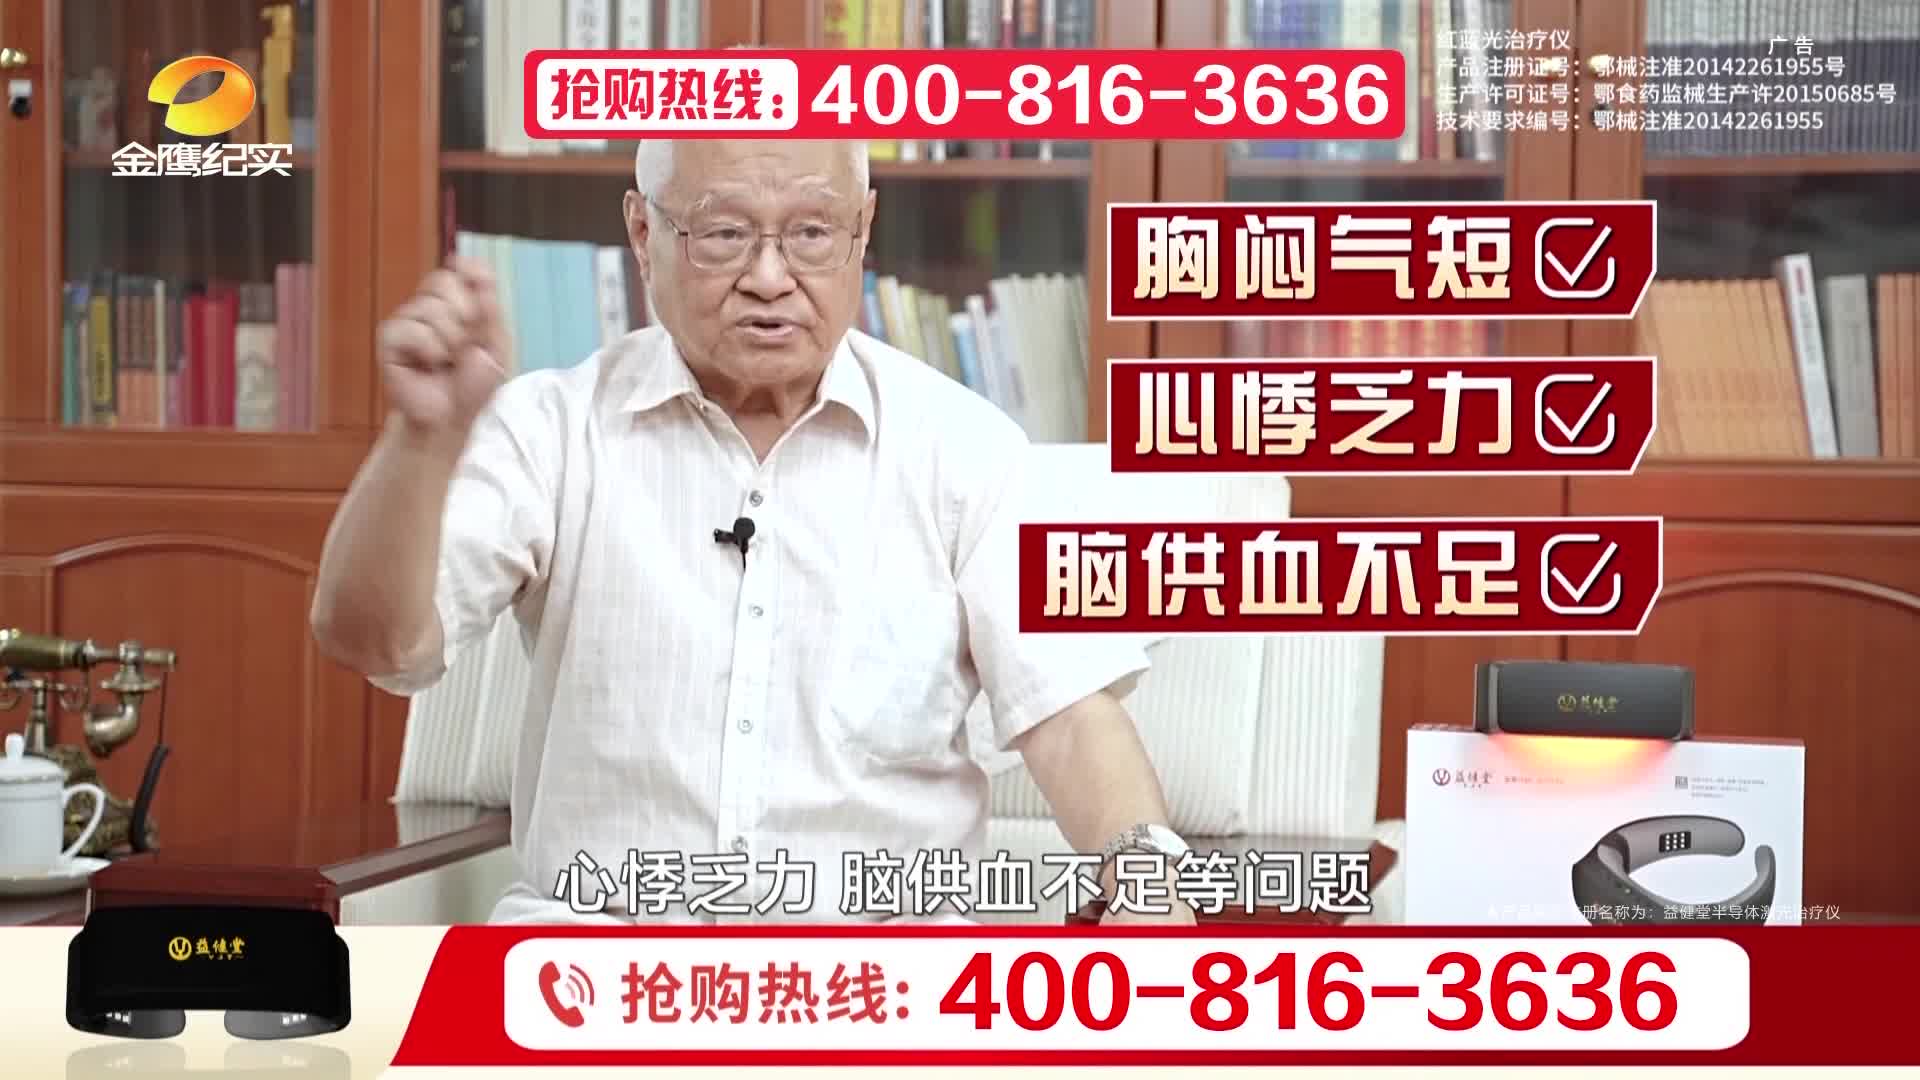 金鹰纪实
抢购热线:400-816-3636
广告
红蓝光治疗仪
产品注册证号：鄂械注准20142261955号
生产许可证号：鄂食药监械生产许20150685号
技术要求编号：鄂械注准20142261955
胸闷气短
心悸乏力
脑供血不足
益健堂
益健堂
心悸乏力 脑供血不足等问题
册名称为：益健堂半导体激光治疗仪
益健堂
抢购热线:400-816-3636